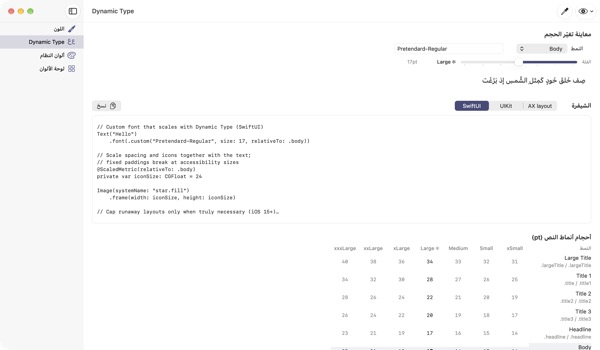 Dynamic Type
اللون
Dynamic Type
ألوان النظام
لوحة الألوان
معاينة تغيّر الحجم
النمط
Body
Pretendard-Regular
الفئة
Large
17pt
صِف خَلقَ خَودٍ كَمِثلِ الشَمسِ إِذ بَزَغَت
الشيفرة
AX layout
UIKit
SwiftUI
نسخ
// Custom font that scales with Dynamic Type (SwiftUI)
Text("Hello")
.font(.custom("Pretendard-Regular", size: 17, relativeTo: .body))
// Scale spacing and icons together with the text;
// fixed paddings break at accessibility sizes
@ScaledMetric(relativeTo: .body)
private var iconSize: CGFloat = 24
Image(systemName: "star.fill")
.frame(width: iconSize, height: iconSize)
// Cap runaway layouts only when truly necessary (iOS 15+)…
أحجام أنماط النص (pt)
النمط xSmall Small Medium Large xLarge xxLarge xxxLarge
Large Title
.largeTitle / .largeTitle
31 32 33 34 36 38 40
Title 1
.title / .title1
25 26 27 28 30 32 34
Title 2
.title2 / .title2
19 20 21 22 24 26 28
Title 3
.title3 / .title3
17 18 19 20 22 24 26
Headline
.headline / .headline
14 15 16 17 19 21 23
Body